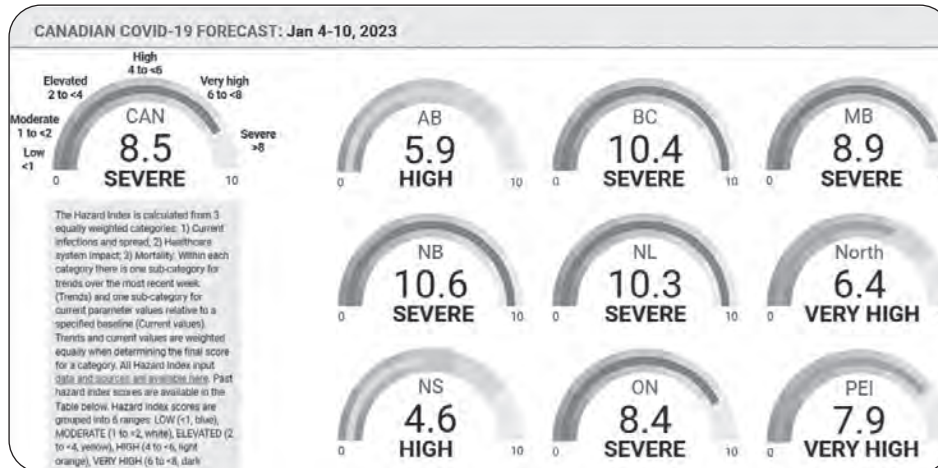 CANADIAN COVID-19 FORECAST: Jan 4-10, 2023
High
4 to <6
Elevated
2 to <4
Very high
6 to <8
Moderate
1 to <2
Severe
>8
Low
<1
CAN
8.5
0 SEVERE 10
AB
5.9
0 HIGH 10
BC
10.4
0 SEVERE 10
MB
8.9
0 SEVERE
NB
10.6
0 SEVERE 10
NL
10.3
0 SEVERE 10
North
6.4
0 VERY HIGH
NS
4.6
0 HIGH 10
ON
8.4
0 SEVERE 10
PEI
7.9
0 VERY HIGH
The Hazard Index is calculated from 3
equally weighted categories: 1) Current
infections and spread; 2) Healthcare
system impact; 3) Mortality. Within each
category there is one sub-category for
trends over the most recent week
(Trends) and one sub-category for
current parameter values relative to a
specified baseline (Current values).
Trends and current values are weighted
equally when determining the final score
for a category. All Hazard Index input
data and sources are available here. Past
hazard index scores are available in the
Table below. Hazard index scores are
grouped into 6 ranges: LOW (<1, blue),
MODERATE (1 to <2, white), ELEVATED (2
to <4, yellow), HIGH (4 to <6, light
orange), VERY HIGH (6 to <8, dark